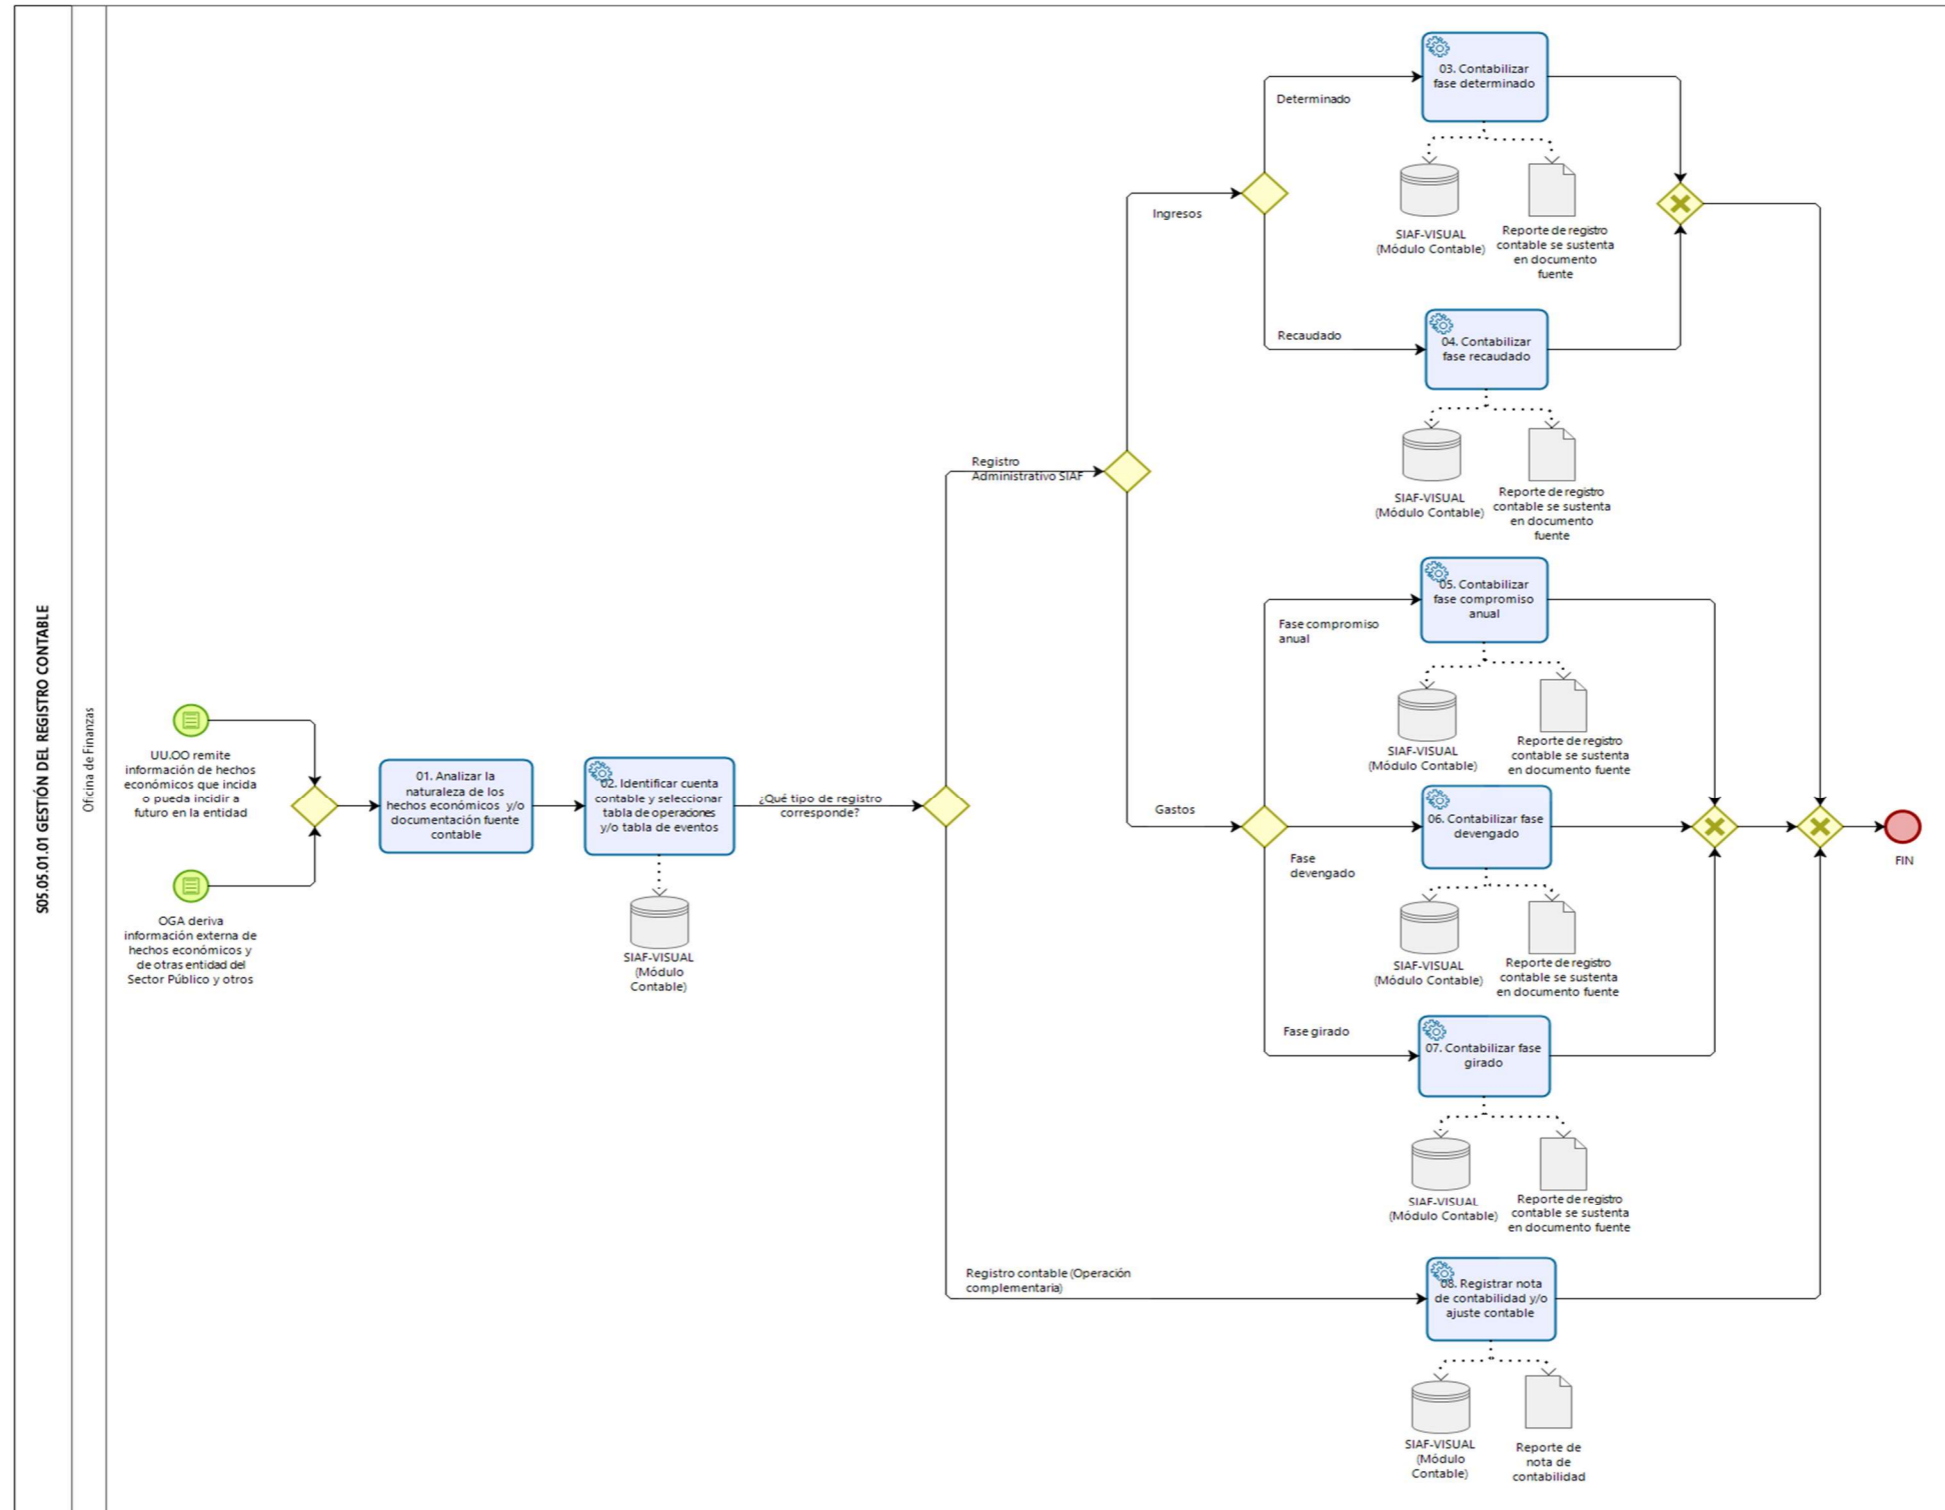 S05.05.01.01 GESTIÓN DEL REGISTRO CONTABLE
Oficina de Finanzas
UU.OO remite
información de hechos
económicos que incida
o pueda incidir a
futuro en la entidad
OGA deriva
información externa de
hechos económicos y
de otras entidad del
Sector Público y otros
01. Analizar la
naturaleza de los
hechos económicos y/o
documentación fuente
contable
02. Identificar cuenta
contable y seleccionar
tabla de operaciones
y/o tabla de eventos
SIAF-VISUAL
(Módulo
Contable)
¿Qué tipo de registro
corresponde?
Registro
Administrativo SIAF
Ingresos
Determinado
03. Contabilizar
fase determinado
SIAF-VISUAL
(Módulo Contable)
Reporte de registro
contable se sustenta
en documento
fuente
Recaudado
04. Contabilizar
fase recaudado
SIAF-VISUAL
(Módulo Contable)
Reporte de registro
contable se sustenta
en documento
fuente
Gastos
Fase compromiso
anual
05. Contabilizar
fase compromiso
anual
SIAF-VISUAL
(Módulo Contable)
Reporte de registro
contable se sustenta
en documento fuente
Fase
devengado
06. Contabilizar fase
devengado
SIAF-VISUAL
(Módulo Contable)
Reporte de registro
contable se sustenta
en documento fuente
Fase girado
07. Contabilizar fase
girado
SIAF-VISUAL
(Módulo Contable)
Reporte de registro
contable se sustenta
en documento fuente
Registro contable (Operación
complementaria)
08. Registrar nota
de contabilidad y/o
ajuste contable
SIAF-VISUAL
(Módulo
Contable)
Reporte de
nota de
contabilidad
FIN